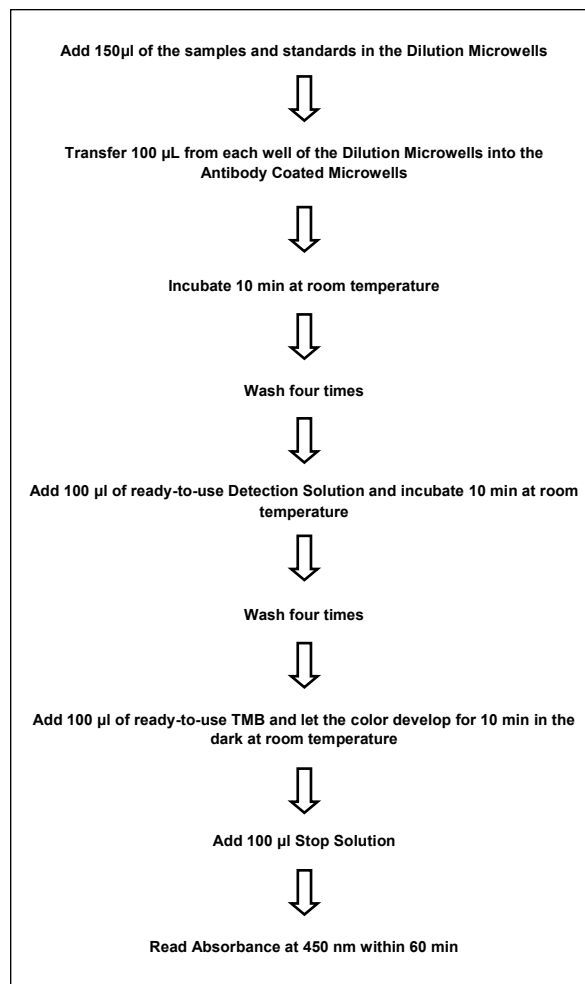 Add 150µl of the samples and standards in the Dilution Microwells
Transfer 100 µL from each well of the Dilution Microwells into the
Antibody Coated Microwells
Incubate 10 min at room temperature
Wash four times
Add 100 µl of ready-to-use Detection Solution and incubate 10 min at room
temperature
Wash four times
Add 100 µl of ready-to-use TMB and let the color develop for 10 min in the
dark at room temperature
Add 100 µl Stop Solution
Read Absorbance at 450 nm within 60 min